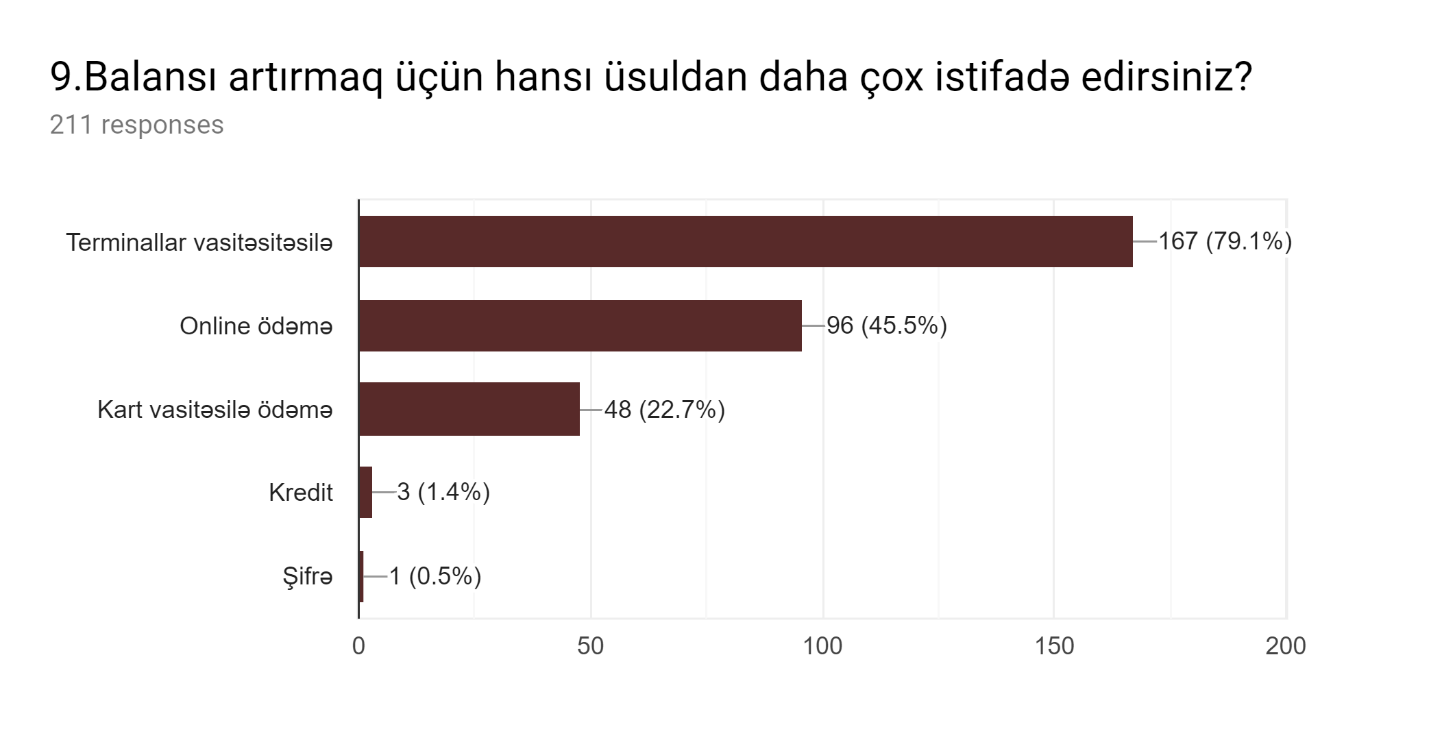 9.Balansı artırmaq üçün hansı üsuldan daha çox istifadə edirsiniz?
211 responses
Terminallar vasitəsitəsilə
167 (79.1%)
Online ödəmə
96 (45.5%)
Kart vasitəsilə ödəmə
48 (22.7%)
Kredit
3 (1.4%)
Şifrə
1 (0.5%)
0 50 100 150 200